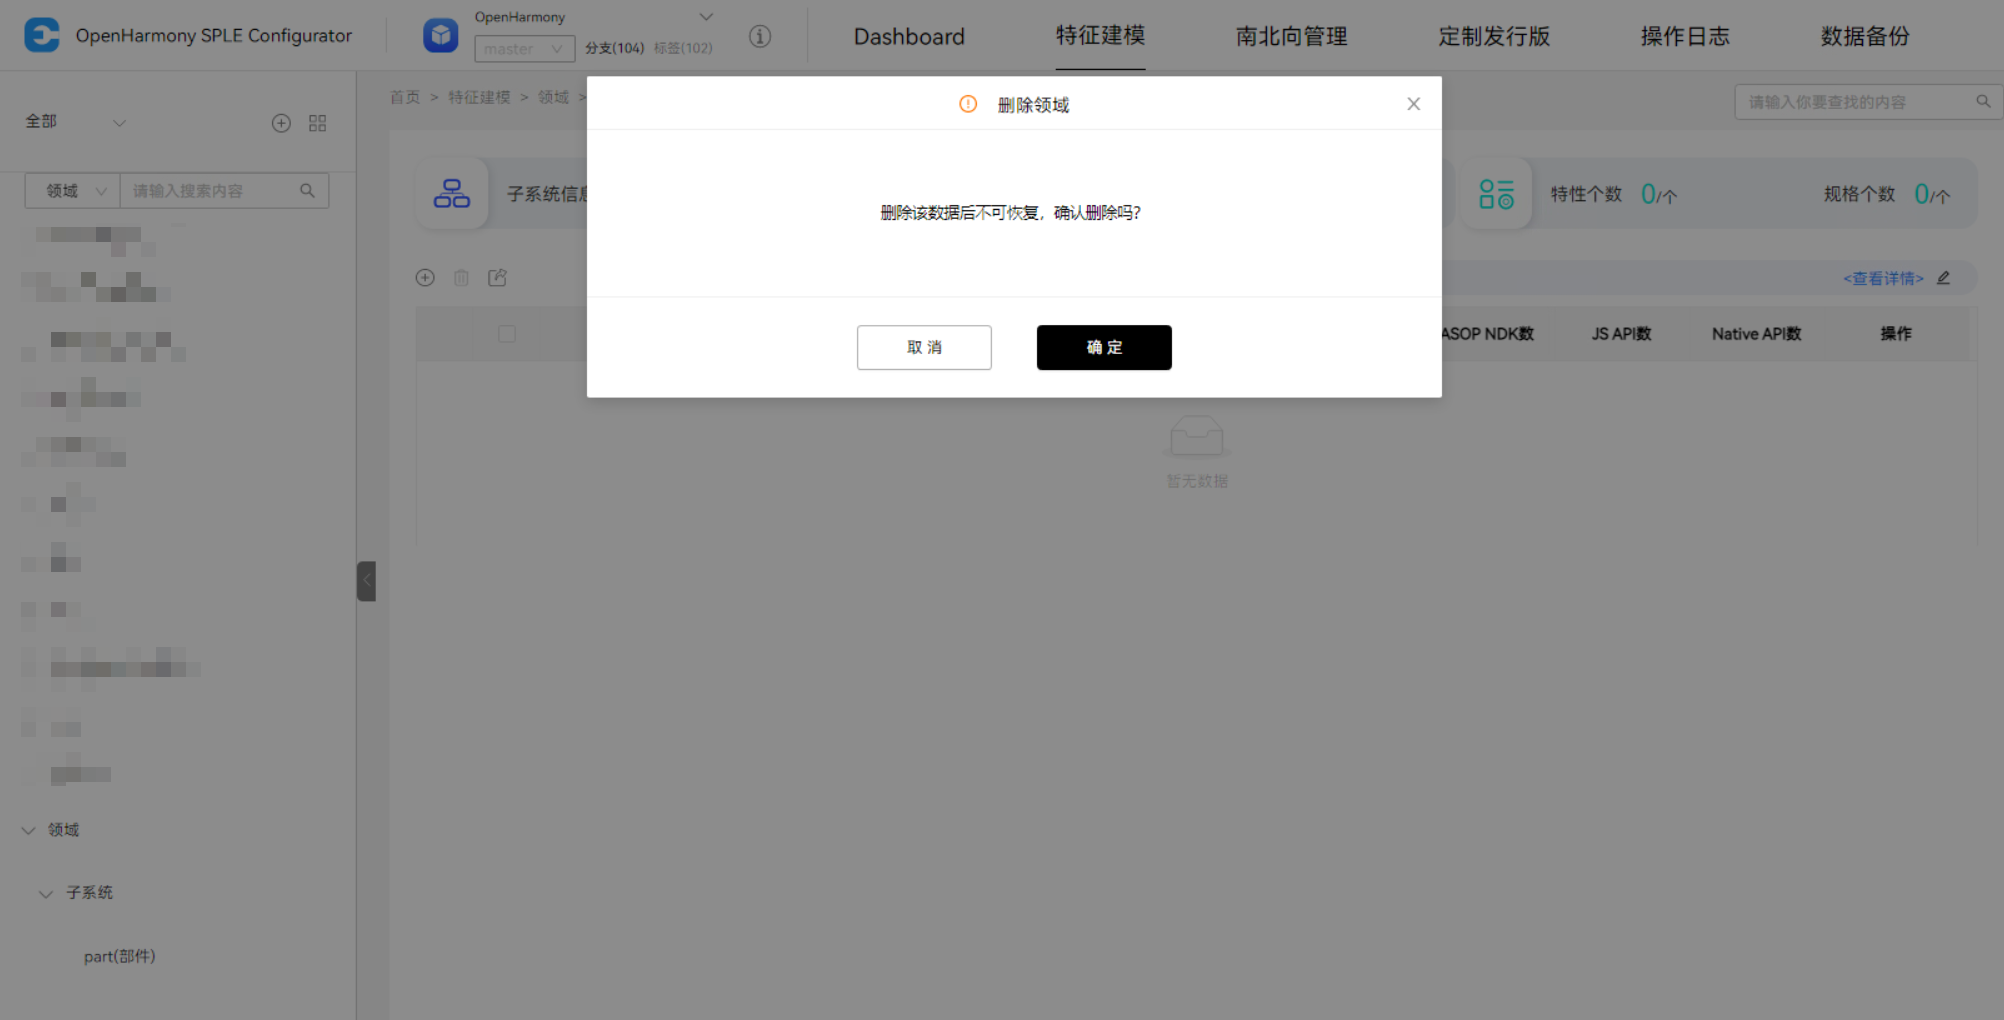 OpenHarmony SPLE Configurator
OpenHarmony
master
分支(104) 标签(102)
Dashboard
特征建模
南北向管理
定制发行版
操作日志
数据备份
全部
首页 > 特征建模 > 领域 >
删除领域
请输入你要查找的内容
领域
请输入搜索内容
子系统信息
删除该数据后不可恢复，确认删除吗?
特性个数 0/个
规格个数 0/个
<查看详情>
取 消
确 定
ASOP NDK数
JS API数
Native API数
操作
暂无数据
领域
子系统
part(部件)